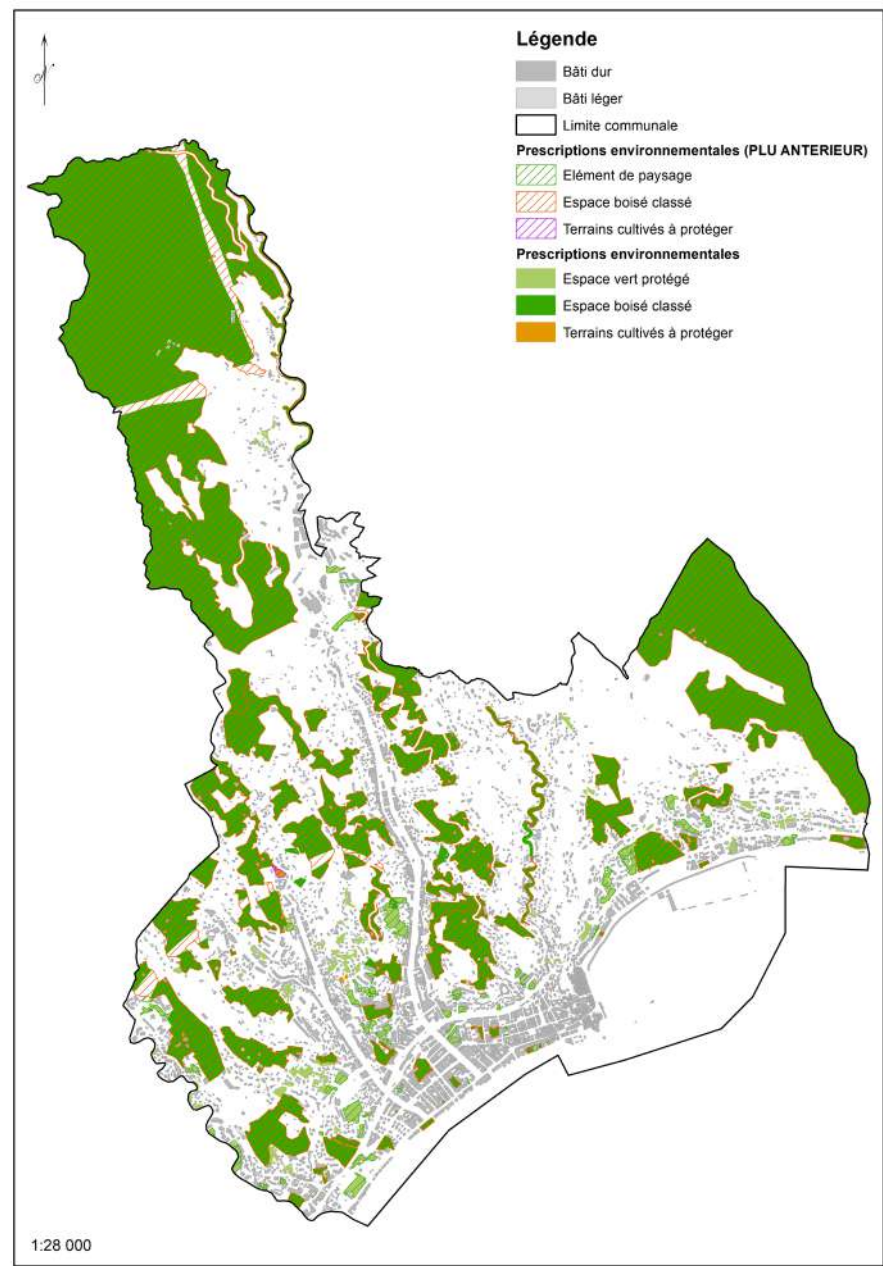 Légende
Bâti dur
Bâti léger
Limite communale
Prescriptions environnementales (PLU ANTERIEUR)
Elément de paysage
Espace boisé classé
Terrains cultivés à protéger
Prescriptions environnementales
Espace vert protégé
Espace boisé classé
Terrains cultivés à protéger
1:28 000